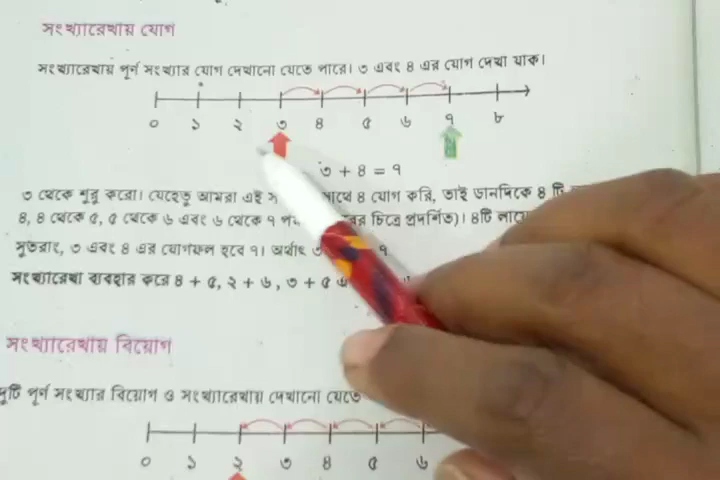 সংখ্যারেখায় যোগ
সংখ্যারেখায় পূর্ণ সংখ্যার যোগ দেখানো যেতে পারে। ৩ এবং ৪ এর যোগ দেখা যাক।
০ ১ ২ ৩ ৪ ৫ ৬ ৭ ৮
৩ + ৪ = ৭
৩ থেকে শুরু করো। যেহেতু আমরা এই সাথে ৪ যোগ করি, তাই ডানদিকে ৪ টি
৪, ৪ থেকে ৫, ৫ থেকে ৬ এবং ৬ থেকে ৭ চিত্রে প্রদর্শিত)। ৪টি
সুতরাং, ৩ এবং ৪ এর যোগফল হবে ৭। অর্থাৎ ৩ ৭
সংখ্যারেখা ব্যবহার করে ৪ + ৫, ২ + ৬, ৩ + ৫
সংখ্যারেখায় বিয়োগ
দুটি পূর্ণ সংখ্যার বিয়োগ ও সংখ্যারেখায় দেখানো যেতে
০ ১ ২ ৩ ৪ ৫ ৬